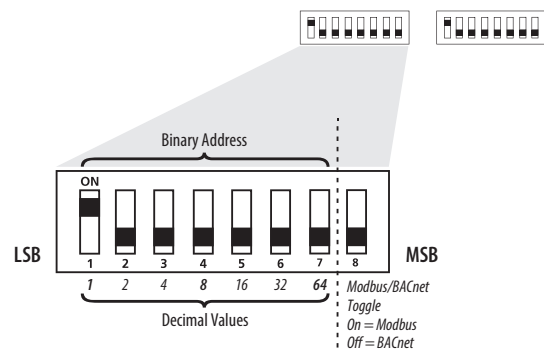 Binary Address
ON
LSB
MSB
1 2 3 4 5 6 7 8
1 2 4 8 16 32 64
Decimal Values
Modbus/BACnet
Toggle
On = Modbus
Off = BACnet